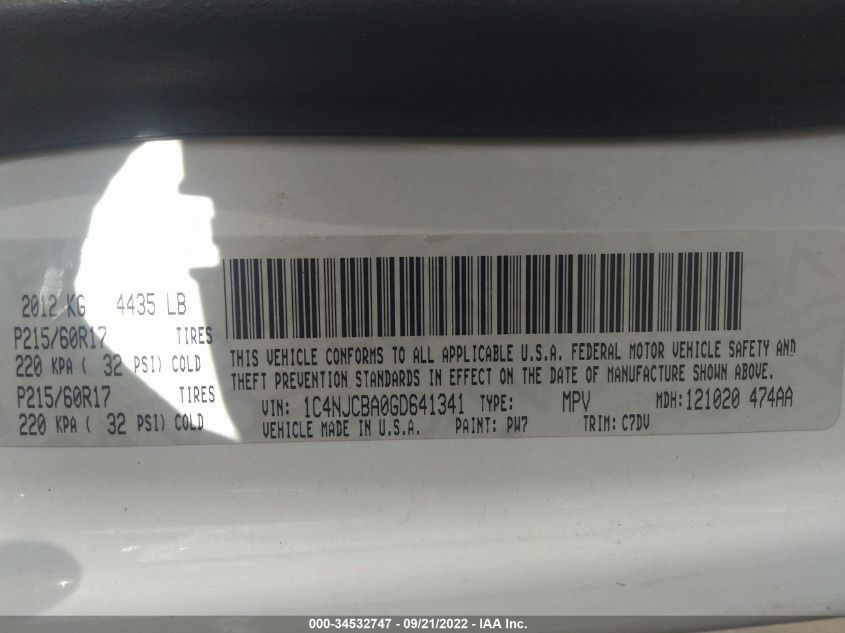 2012 KG 4435 LB
P215/60R17 TIRES
220 KPA ( 32 PSI) COLD
P215/60R17 TIRES
220 KPA ( 32 PSI) COLD
THIS VEHICLE CONFORMS TO ALL APPLICABLE U.S.A. FEDERAL MOTOR VEHICLE SAFETY AND
THEFT PREVENTION STANDARDS IN EFFECT ON THE DATE OF MANUFACTURE SHOWN ABOVE.
VIN: 1C4NJCBA0GD641341 TYPE: MPV MDH:121020 474AA
VEHICLE MADE IN U.S.A. PAINT: PW7 TRIM: C7DV
000-34532747 - 09/21/2022 - IAA Inc.